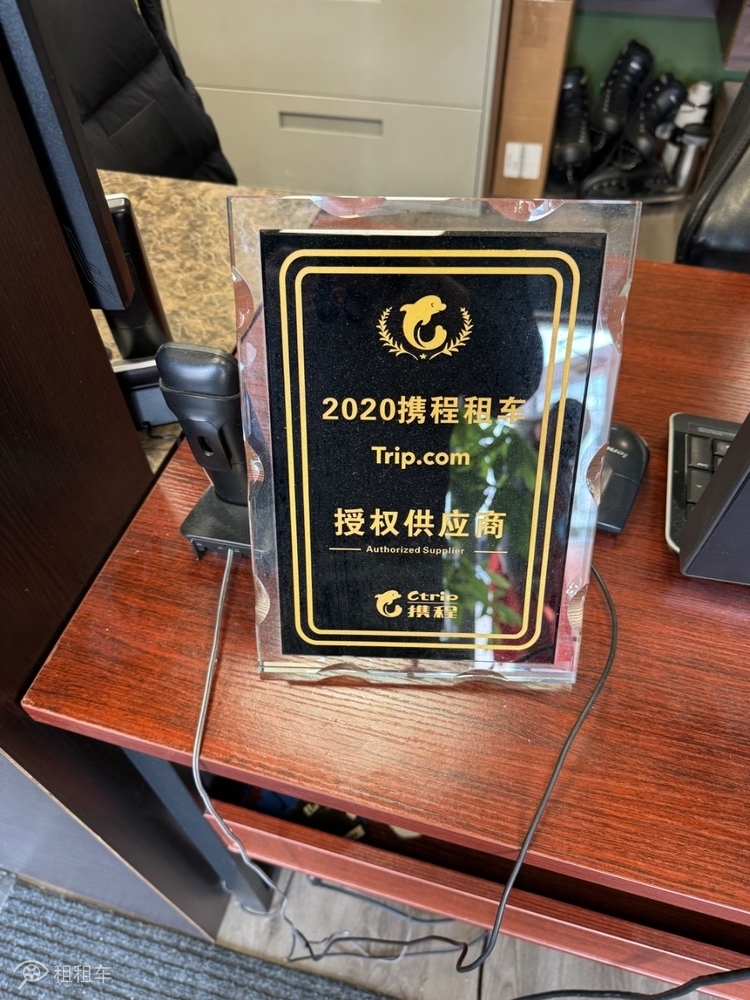 2020携程租车
Trip.com
授权供应商
Authorized Supplier
Ctrip
携程
租租车